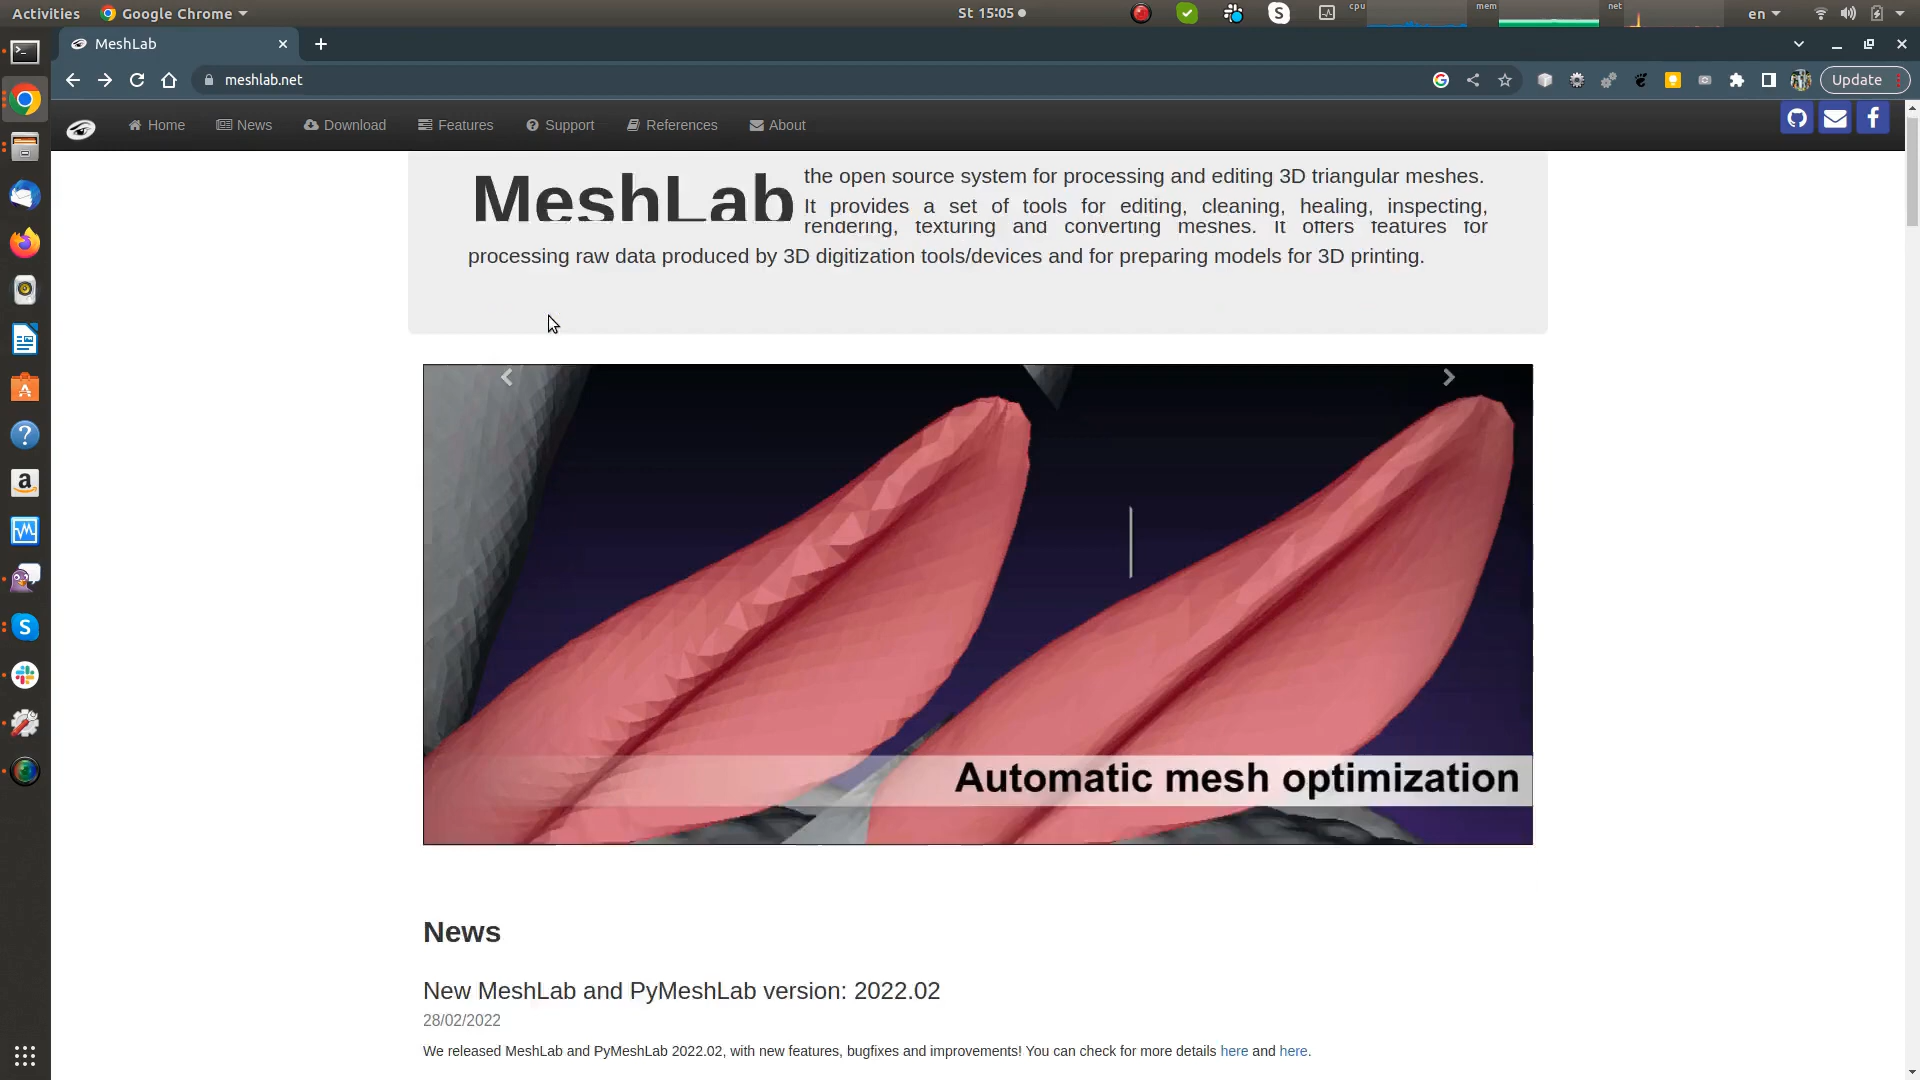 Activities Google Chrome St 15:05 cpu mem net en
MeshLab
meshlab.net Update
Home News Download Features Support References About
MeshLab the open source system for processing and editing 3D triangular meshes.
It provides a set of tools for editing, cleaning, healing, inspecting,
rendering, texturing and converting meshes. It offers features for
processing raw data produced by 3D digitization tools/devices and for preparing models for 3D printing.
Automatic mesh optimization
News
New MeshLab and PyMeshLab version: 2022.02
28/02/2022
We released MeshLab and PyMeshLab 2022.02, with new features, bugfixes and improvements! You can check for more details here and here.